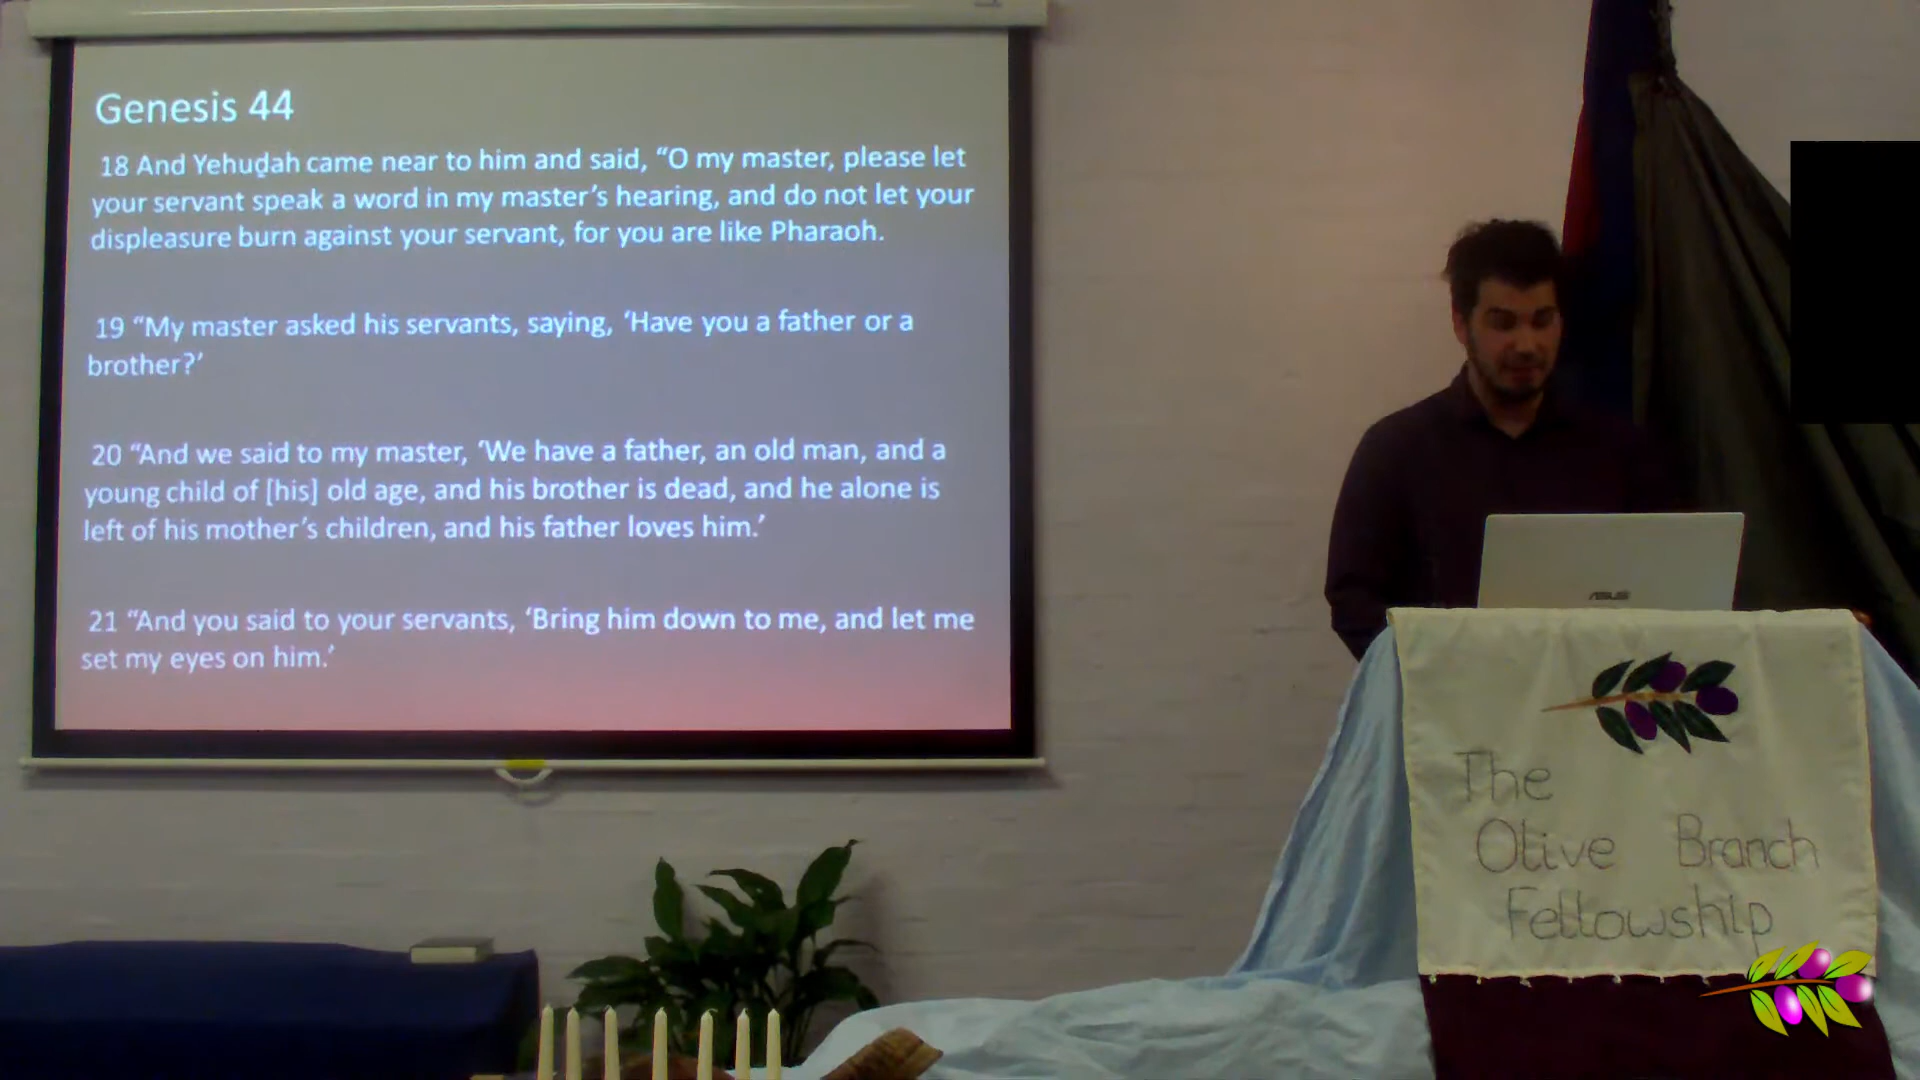 Genesis 44
18 And Yehuḏah came near to him and said, “O my master, please let
your servant speak a word in my master’s hearing, and do not let your
displeasure burn against your servant, for you are like Pharaoh.
19 “My master asked his servants, saying, ‘Have you a father or a
brother?’
20 “And we said to my master, ‘We have a father, an old man, and a
young child of [his] old age, and his brother is dead, and he alone is
left of his mother’s children, and his father loves him.’
21 “And you said to your servants, ‘Bring him down to me, and let me
set my eyes on him.’
ASUS
The
Olive Branch
Fellowship